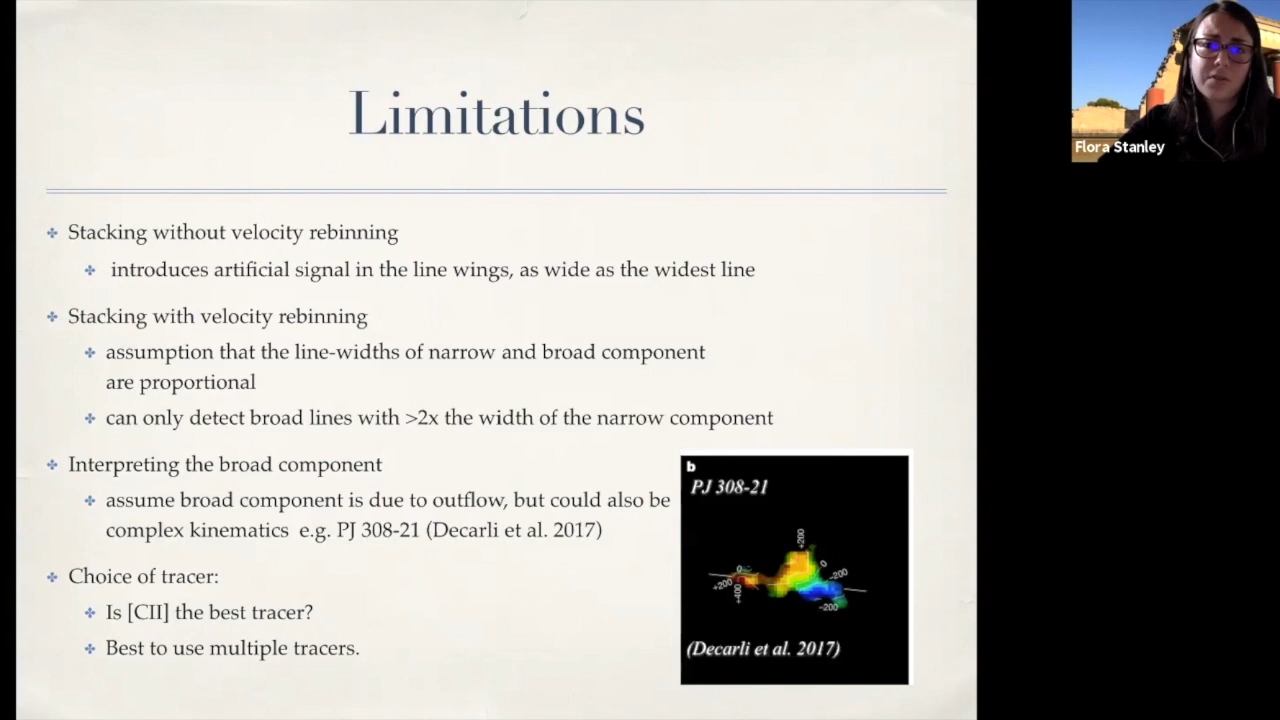 Limitations
Stacking without velocity rebinning
introduces artificial signal in the line wings, as wide as the widest line
Stacking with velocity rebinning
assumption that the line-widths of narrow and broad component
are proportional
can only detect broad lines with >2x the width of the narrow component
Interpreting the broad component
assume broad component is due to outflow, but could also be
complex kinematics e.g. PJ 308-21 (Decarli et al. 2017)
Choice of tracer:
Is [CII] the best tracer?
Best to use multiple tracers.
b
PJ 308-21
+200
0
0
-200
+200
+400
-200
(Decarli et al. 2017)
Flora Stanley